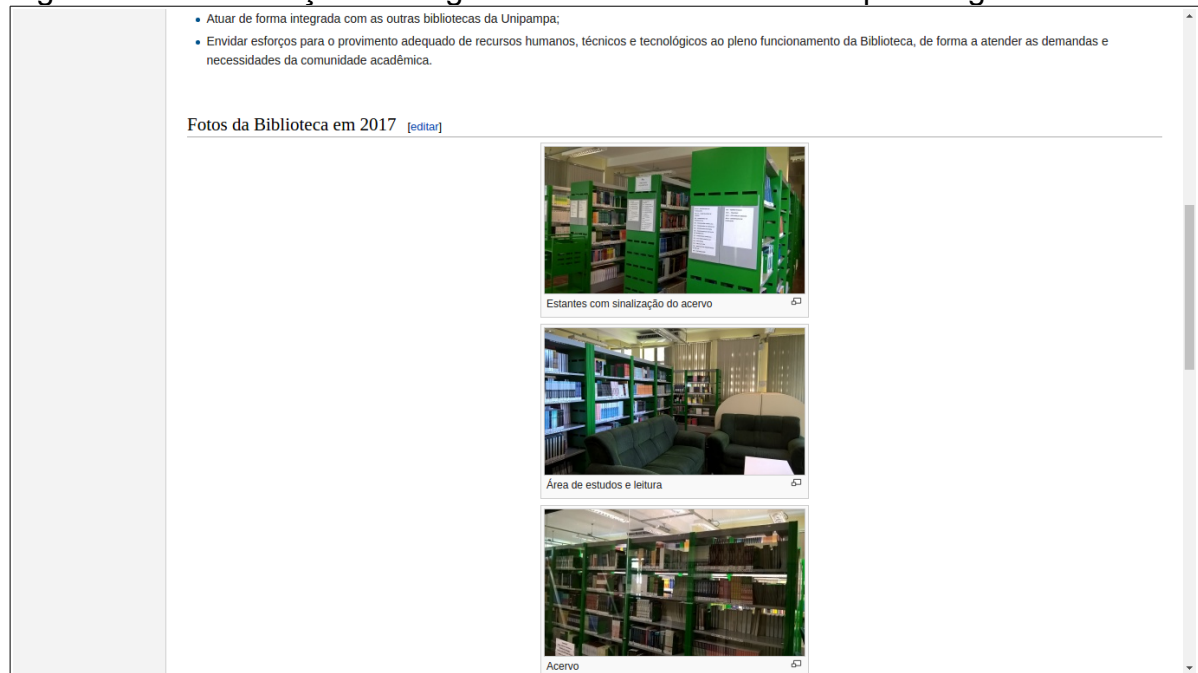 • Atuar de forma integrada com as outras bibliotecas da Unipampa;
• Envidar esforços para o provimento adequado de recursos humanos, técnicos e tecnológicos ao pleno funcionamento da Biblioteca, de forma a atender as demandas e
necessidades da comunidade acadêmica.
Fotos da Biblioteca em 2017 [editar]
Estantes com sinalização do acervo
Área de estudos e leitura
Acervo